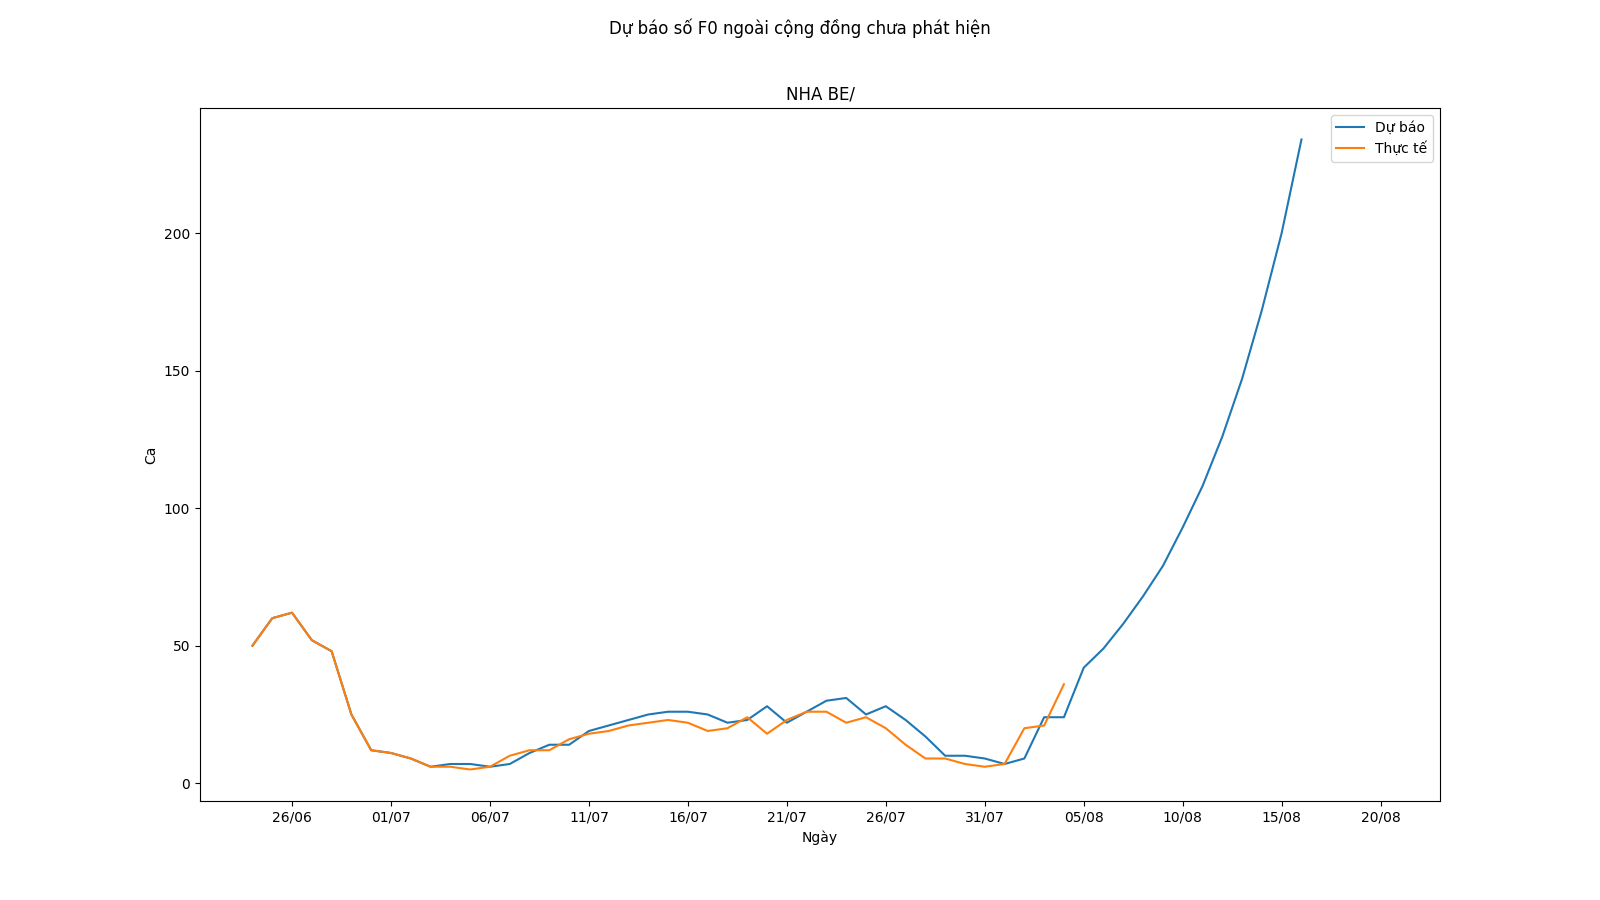 Dự báo số F0 ngoài cộng đồng chưa phát hiện
NHA BE/
Dự báo
Thực tế
Ca
200
150
100
50
0
26/06 01/07 06/07 11/07 16/07 21/07 26/07 31/07 05/08 10/08 15/08 20/08
Ngày